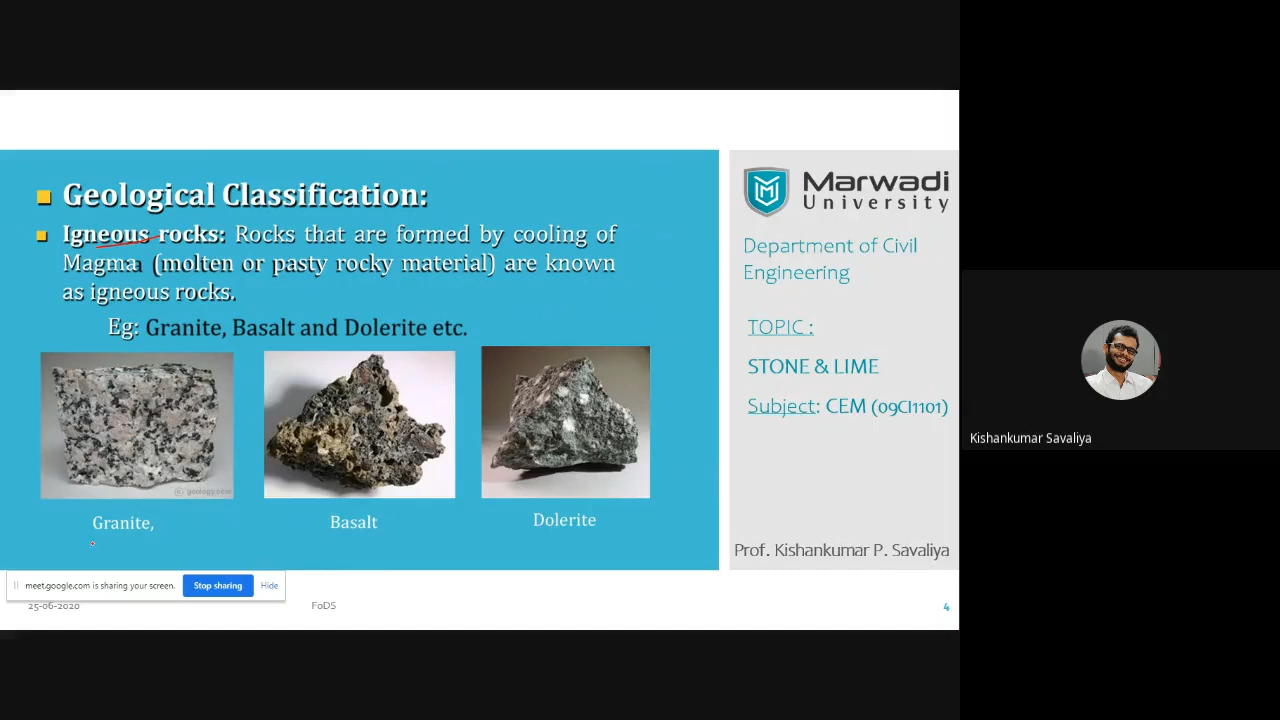 Geological Classification:
Igneous rocks: Rocks that are formed by cooling of
Magma (molten or pasty rocky material) are known
as igneous rocks.
Eg: Granite, Basalt and Dolerite etc.
geology.com
Granite,
Basalt
Dolerite
meet.google.com is sharing your screen.
Stop sharing
Hide
25-06-2020
FoDS
4
Marwadi
University
Department of Civil
Engineering
TOPIC :
STONE & LIME
Subject: CEM (09CI1101)
Prof. Kishankumar P. Savaliya
Kishankumar Savaliya